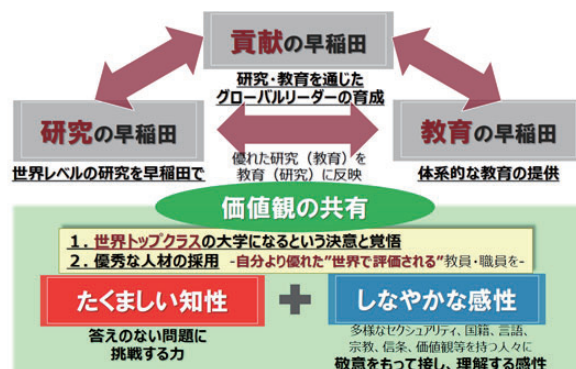 貢献の早稲田
研究・教育を通じた
グローバルリーダーの育成
研究の早稲田
世界レベルの研究を早稲田で
優れた研究（教育）を
教育（研究）に反映
教育の早稲田
体系的な教育の提供
価値観の共有
１．世界トップクラスの大学になるという決意と覚悟
２．優秀な人材の採用 -自分より優れた”世界で評価される”教員・職員を-
たくましい知性
答えのない問題に
挑戦する力
+
しなやかな感性
多様なセクシュアリティ、国籍、言語、
宗教、信条、価値観等を持つ人々に
敬意をもって接し、理解する感性